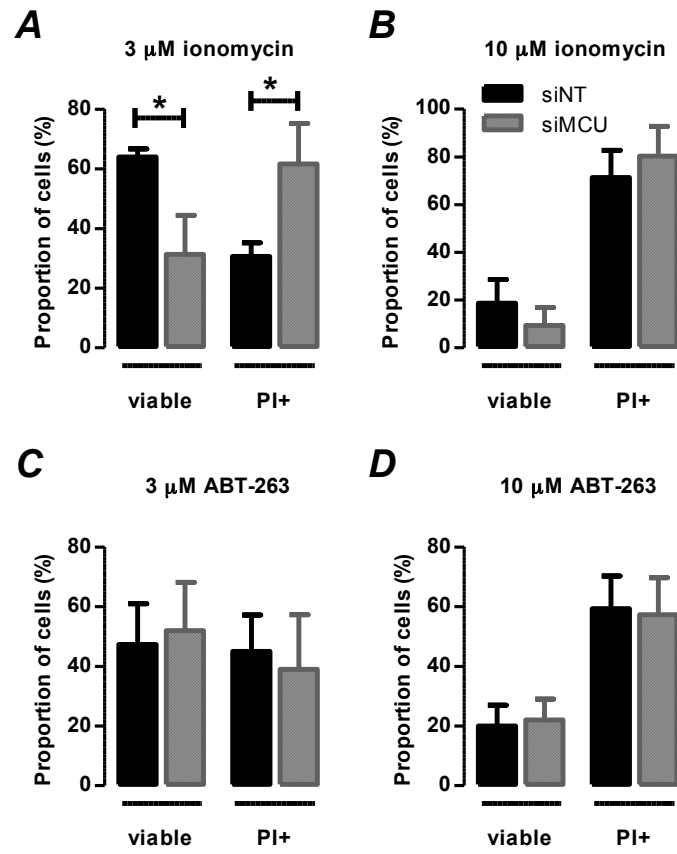 A
3 μM ionomycin
* *
Proportion of cells (%)
80
60
40
20
0
viable PI+
B
10 μM ionomycin
siNT
siMCU
Proportion of cells (%)
100
80
60
40
20
0
viable PI+
C
3 μM ABT-263
Proportion of cells (%)
80
60
40
20
0
viable PI+
D
10 μM ABT-263
Proportion of cells (%)
80
60
40
20
0
viable PI+